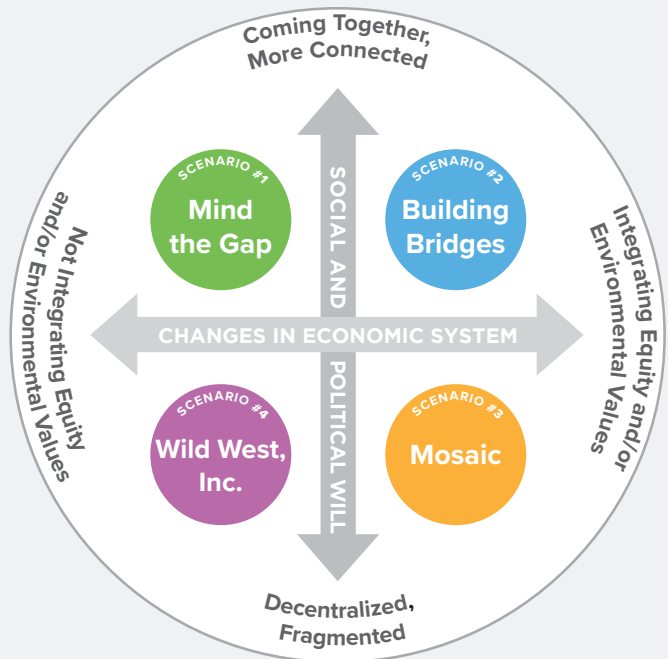 Coming Together,
More Connected
SCENARIO #1
Mind
the Gap
SCENARIO #2
Building
Bridges
Not Integrating Equity
and/or Environmental Values
Integrating Equity and/or
Environmental Values
SOCIAL AND
POLITICAL WILL
CHANGES IN ECONOMIC SYSTEM
SCENARIO #4
Wild West,
Inc.
SCENARIO #3
Mosaic
Decentralized,
Fragmented